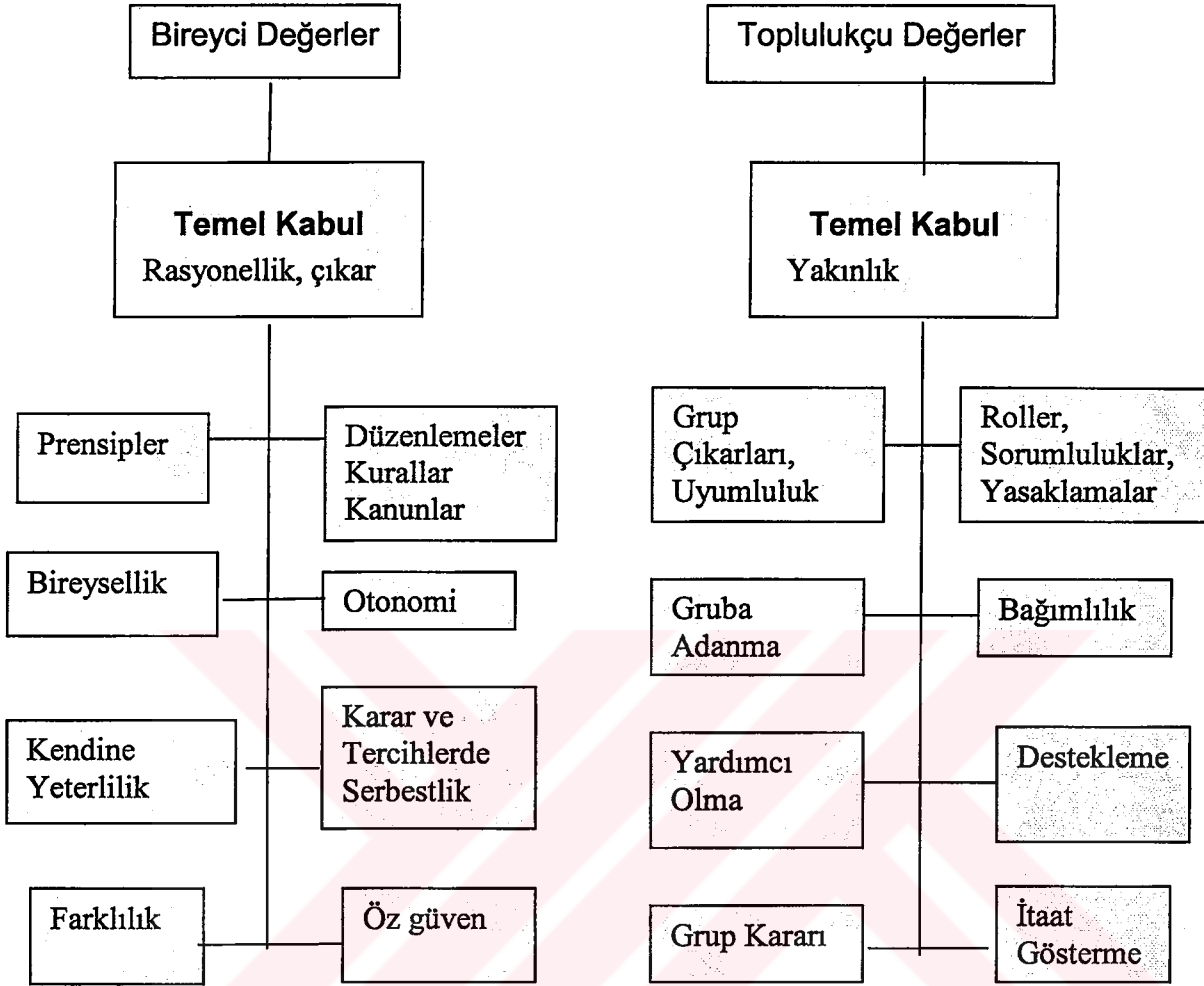 Bireyci Değerler
Toplulukçu Değerler
Temel Kabul
Rasyonellik, çıkar
Temel Kabul
Yakınlık
Prensipler
Düzenlemeler
Kurallar
Kanunlar
Grup
Çıkarları,
Uyumluluk
Roller,
Sorumluluklar,
Yasaklamalar
Bireysellik
Otonomi
Gruba
Adanma
Bağımlılık
Kendine
Yeterlilik
Karar ve
Tercihlerde
Serbestlik
Yardımcı
Olma
Destekleme
Farklılık
Öz güven
Grup Kararı
İtaat
Gösterme